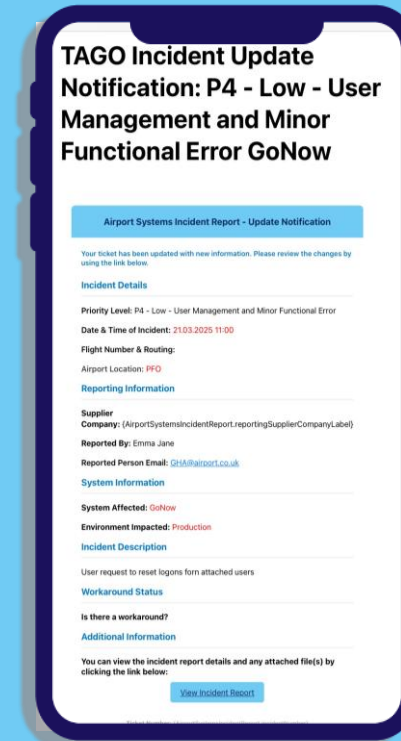 TAGO Incident Update
Notification: P4 - Low - User
Management and Minor
Functional Error GoNow
Airport Systems Incident Report - Update Notification
Your ticket has been updated with new information. Please review the changes by
using the link below.
Incident Details
Priority Level: P4 - Low - User Management and Minor Functional Error
Date & Time of Incident: 21.03.2025 11:00
Flight Number & Routing:
Airport Location: PFO
Reporting Information
Supplier
Company: {AirportSystemsIncidentReport.reportingSupplierCompanyLabel}
Reported By: Emma Jane
Reported Person Email: GHA@airport.co.uk
System Information
System Affected: GoNow
Environment Impacted: Production
Incident Description
User request to reset logons forn attached users
Workaround Status
Is there a workaround?
Additional Information
You can view the incident report details and any attached file(s) by
clicking the link below:
View Incident Report